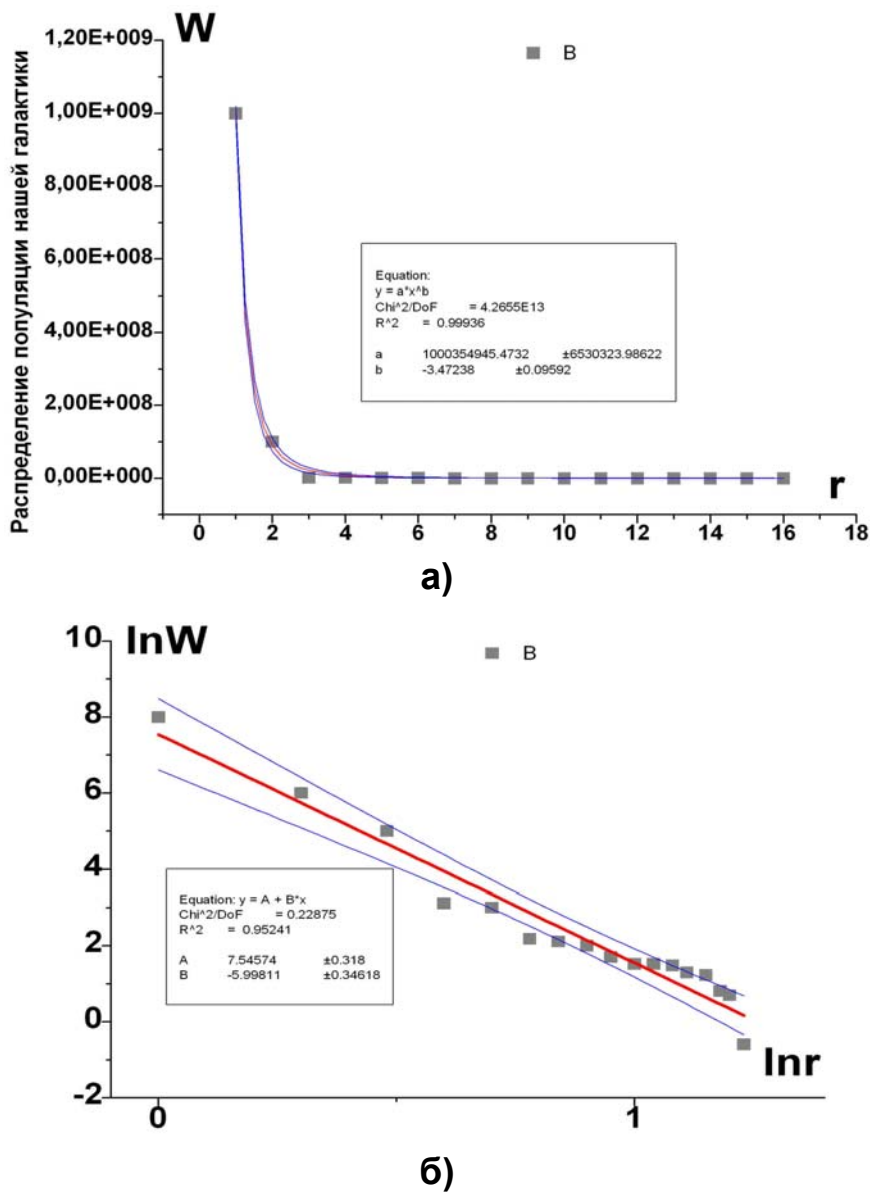 W
Распределение популяции нашей галактики
1,20E+009
1,00E+009
8,00E+008
6,00E+008
4,00E+008
2,00E+008
0,00E+000
B
Equation:
y = a*x^b
Chi^2/DoF = 4.2655E13
R^2 = 0.99936
a 1000354945.4732 ±6530323.98622
b -3.47238 ±0.09592
r
0 2 4 6 8 10 12 14 16 18
а)
lnW
10
8
6
4
2
0
-2
B
Equation: y = A + B*x
Chi^2/DoF = 0.22875
R^2 = 0.95241
A 7.54574 ±0.318
B -5.99811 ±0.34618
lnr
0 1
б)